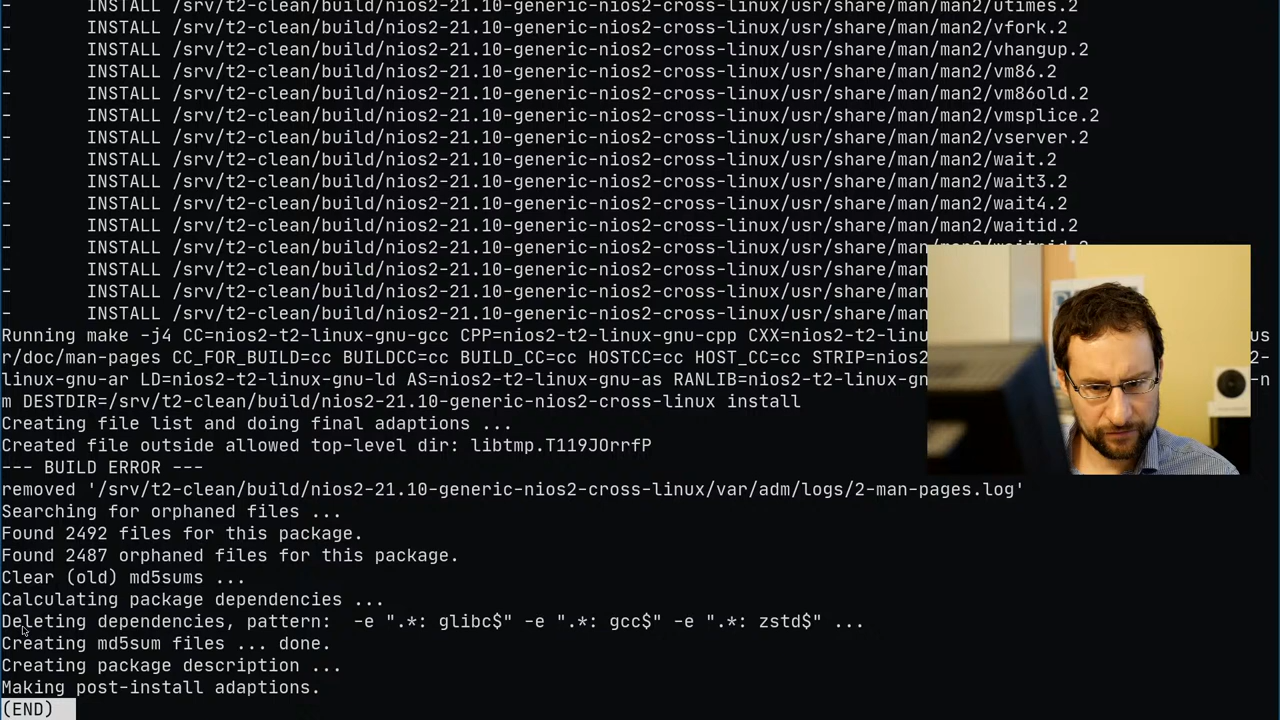 - INSTALL /srv/t2-clean/build/nios2-21.10-generic-nios2-cross-linux/usr/share/man/man2/utimes.2
- INSTALL /srv/t2-clean/build/nios2-21.10-generic-nios2-cross-linux/usr/share/man/man2/vfork.2
- INSTALL /srv/t2-clean/build/nios2-21.10-generic-nios2-cross-linux/usr/share/man/man2/vhangup.2
- INSTALL /srv/t2-clean/build/nios2-21.10-generic-nios2-cross-linux/usr/share/man/man2/vm86.2
- INSTALL /srv/t2-clean/build/nios2-21.10-generic-nios2-cross-linux/usr/share/man/man2/vm86old.2
- INSTALL /srv/t2-clean/build/nios2-21.10-generic-nios2-cross-linux/usr/share/man/man2/vmsplice.2
- INSTALL /srv/t2-clean/build/nios2-21.10-generic-nios2-cross-linux/usr/share/man/man2/vserver.2
- INSTALL /srv/t2-clean/build/nios2-21.10-generic-nios2-cross-linux/usr/share/man/man2/wait.2
- INSTALL /srv/t2-clean/build/nios2-21.10-generic-nios2-cross-linux/usr/share/man/man2/wait3.2
- INSTALL /srv/t2-clean/build/nios2-21.10-generic-nios2-cross-linux/usr/share/man/man2/wait4.2
- INSTALL /srv/t2-clean/build/nios2-21.10-generic-nios2-cross-linux/usr/share/man/man2/waitid.2
- INSTALL /srv/t2-clean/build/nios2-21.10-generic-nios2-cross-linux/usr/share/man/man2/waitpid.2
- INSTALL /srv/t2-clean/build/nios2-21.10-generic-nios2-cross-linux/usr/share/man
- INSTALL /srv/t2-clean/build/nios2-21.10-generic-nios2-cross-linux/usr/share/man
- INSTALL /srv/t2-clean/build/nios2-21.10-generic-nios2-cross-linux/usr/share/man
Running make -j4 CC=nios2-t2-linux-gnu-gcc CPP=nios2-t2-linux-gnu-cpp CXX=nios2-t2-linu us
r/doc/man-pages CC_FOR_BUILD=cc BUILDCC=cc BUILD_CC=cc HOSTCC=cc HOST_CC=cc STRIP=nios2
linux-gnu-ar LD=nios2-t2-linux-gnu-ld AS=nios2-t2-linux-gnu-as RANLIB=nios2-t2-linux-gn -n
m DESTDIR=/srv/t2-clean/build/nios2-21.10-generic-nios2-cross-linux install
Creating file list and doing final adaptions ...
Created file outside allowed top-level dir: libtmp.T119JOrrfP
--- BUILD ERROR ---
removed '/srv/t2-clean/build/nios2-21.10-generic-nios2-cross-linux/var/adm/logs/2-man-pages.log'
Searching for orphaned files ...
Found 2492 files for this package.
Found 2487 orphaned files for this package.
Clear (old) md5sums ...
Calculating package dependencies ...
Deleting dependencies, pattern:  -e ".*: glibc$" -e ".*: gcc$" -e ".*: zstd$" ...
Creating md5sum files ... done.
Creating package description ...
Making post-install adaptions.
(END)